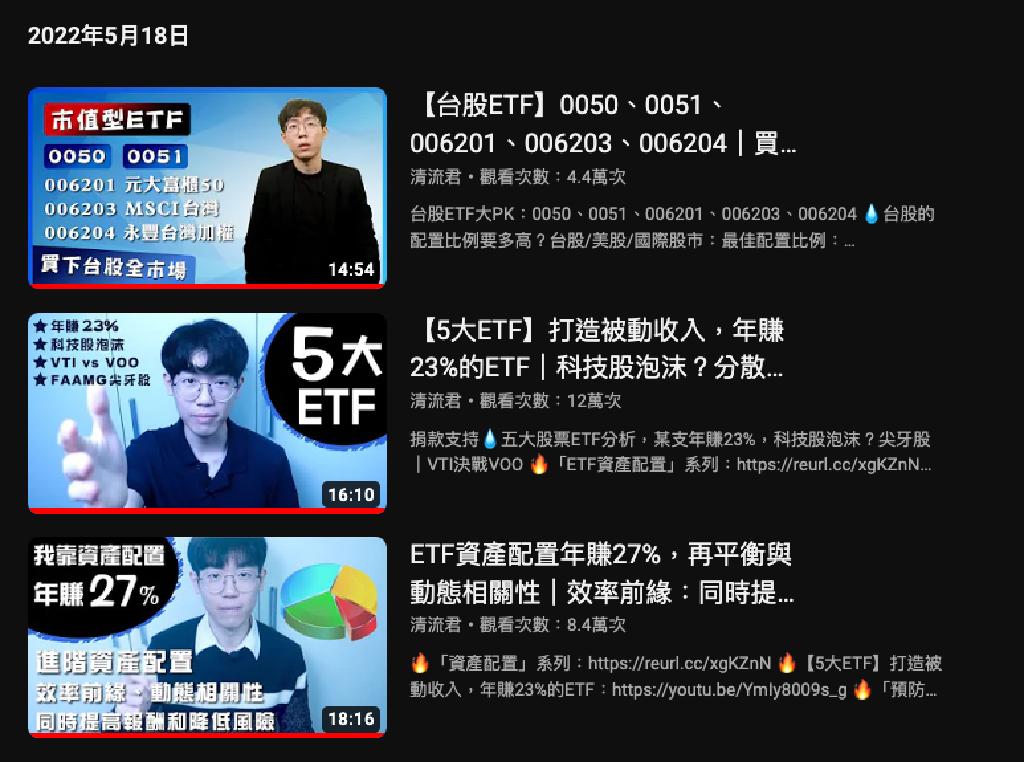 2022年5月18日
市值型ETF
0050 0051
006201 元大富櫃50
006203 MSCI台灣
006204 永豐台灣加權
買下台股全市場
14:54
【台股ETF】0050、0051、
006201、006203、006204｜買...
清流君・觀看次數：4.4萬次
台股ETF大PK：0050、0051、006201、006203、006204 💧台股的
配置比例要多高？台股/美股/國際股市：最佳配置比例：...
★年賺23%
★科技股泡沫
★VTI vs VOO
★FAAMG尖牙股
5大
ETF
16:10
【5大ETF】打造被動收入，年賺
23%的ETF｜科技股泡沫？分散...
清流君・觀看次數：12萬次
捐款支持💧五大股票ETF分析，某支年賺23%，科技股泡沫？尖牙股
｜VTI決戰VOO 🔥「ETF資產配置」系列：https://reurl.cc/xgKZnN...
我靠資產配置
年賺27%
進階資產配置
效率前緣、動態相關性
同時提高報酬和降低風險
18:16
ETF資產配置年賺27%，再平衡與
動態相關性｜效率前緣：同時提...
清流君・觀看次數：8.4萬次
🔥「資產配置」系列：https://reurl.cc/xgKZnN 🔥【5大ETF】打造被
動收入，年賺23%的ETF：https://youtu.be/Ymly8009s_g 🔥「預防...